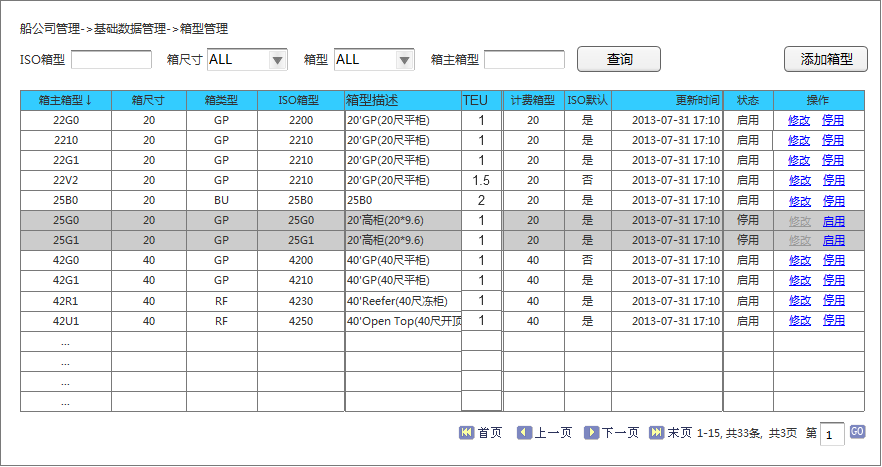 船公司管理->基础数据管理->箱型管理
ISO箱型 箱尺寸 ALL 箱型 ALL 箱主箱型 查询 添加箱型
箱主箱型↓ 箱尺寸 箱类型 ISO箱型 箱型描述 TEU 计费箱型 ISO默认 更新时间 状态 操作
22G0 20 GP 2200 20'GP(20尺平柜) 1 20 是 2013-07-31 17:10 启用 修改 停用
2210 20 GP 2210 20'GP(20尺平柜) 1 20 是 2013-07-31 17:10 启用 修改 停用
22G1 20 GP 2210 20'GP(20尺平柜) 1 20 是 2013-07-31 17:10 启用 修改 停用
22V2 20 GP 2210 20'GP(20尺平柜) 1.5 20 否 2013-07-31 17:10 启用 修改 停用
25B0 20 BU 25B0 25B0 2 20 是 2013-07-31 17:10 启用 修改 停用
25G0 20 GP 25G0 20'高柜(20*9.6) 1 20 是 2013-07-31 17:10 停用 修改 启用
25G1 20 GP 25G1 20'高柜(20*9.6) 1 20 是 2013-07-31 17:10 停用 修改 启用
42G0 40 GP 4200 40'GP(40尺平柜) 1 40 否 2013-07-31 17:10 启用 修改 停用
42G1 40 GP 4210 40'GP(40尺平柜) 1 40 是 2013-07-31 17:10 启用 修改 停用
42R1 40 RF 4230 40'Reefer(40尺冻柜) 1 40 是 2013-07-31 17:10 启用 修改 停用
42U1 40 RF 4250 40'Open Top(40尺开顶 1 40 是 2013-07-31 17:10 启用 修改 停用
...
...
...
...
首页 上一页 下一页 末页 1-15, 共33条, 共3页 第 1 GO